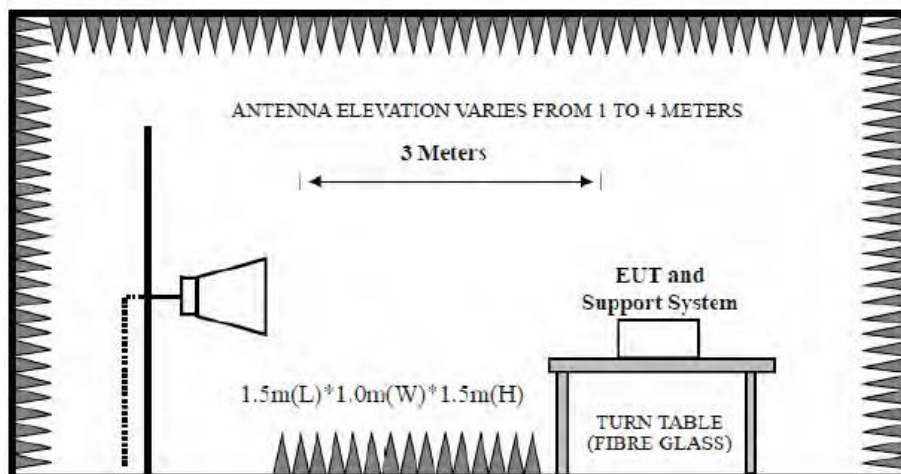 ANTENNA ELEVATION VARIES FROM 1 TO 4 METERS
3 Meters
EUT and
Support System
1.5m(L)*1.0m(W)*1.5m(H)
TURN TABLE
(FIBRE GLASS)